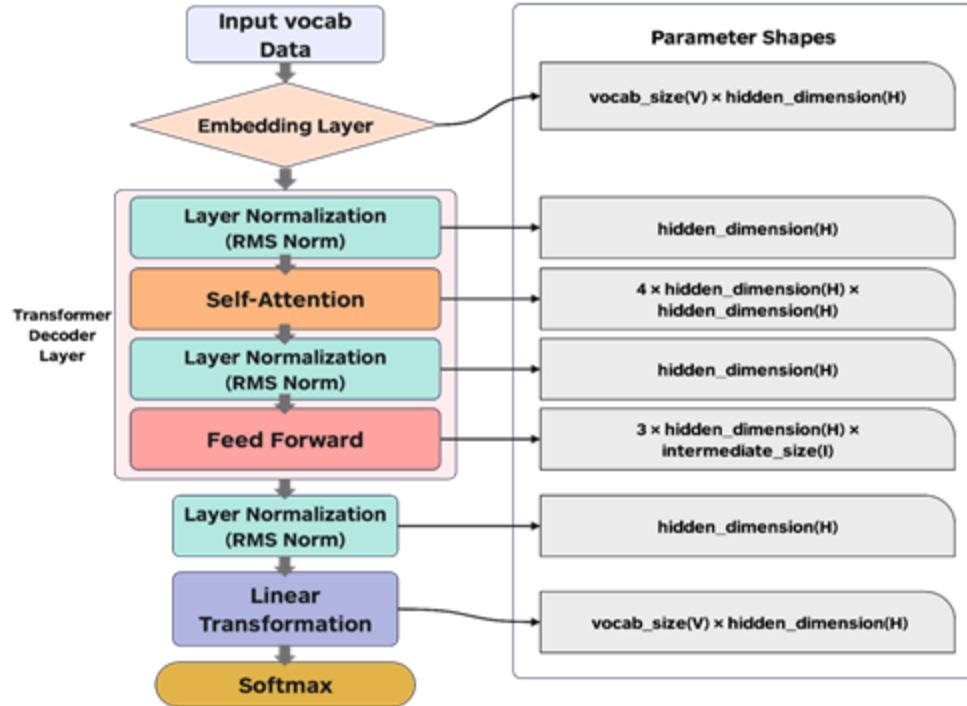 Input vocab
Data
Parameter Shapes
Embedding Layer
vocab_size(V) × hidden_dimension(H)
Transformer
Decoder
Layer
Layer Normalization
(RMS Norm)
hidden_dimension(H)
Self-Attention
4 × hidden_dimension(H) ×
hidden_dimension(H)
Layer Normalization
(RMS Norm)
hidden_dimension(H)
Feed Forward
3 × hidden_dimension(H) ×
intermediate_size(I)
Layer Normalization
(RMS Norm)
hidden_dimension(H)
Linear
Transformation
vocab_size(V) × hidden_dimension(H)
Softmax